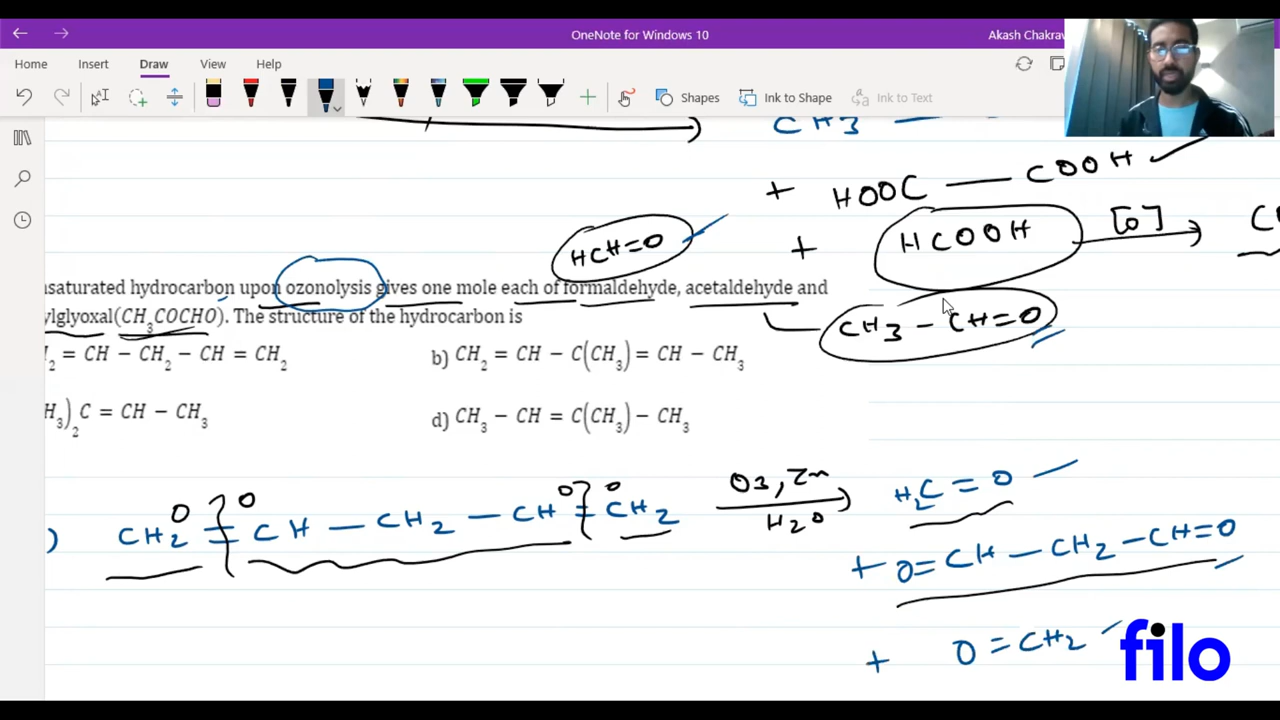 OneNote for Windows 10
Akash Chakra
Home Insert Draw View Help
Shapes Ink to Shape Ink to Text
CH3 —
+ HOOC — COOH
HCH=O + HCOOH [O]
nsaturated hydrocarbon upon ozonolysis gives one mole each of formaldehyde, acetaldehyde and
ylglyoxal(CH3COCHO). The structure of the hydrocarbon is
CH3 – CH=O
2 = CH – CH2 – CH = CH2
b) CH2 = CH – C(CH3) = CH – CH3
H3)2C = CH – CH3
d) CH3 – CH = C(CH3) – CH3
) CH2 O = O CH — CH2 — CH O = O CH2 O3, Zn H2O H2C = O
+ O=CH — CH2 — CH=O
+ O=CH2
filo